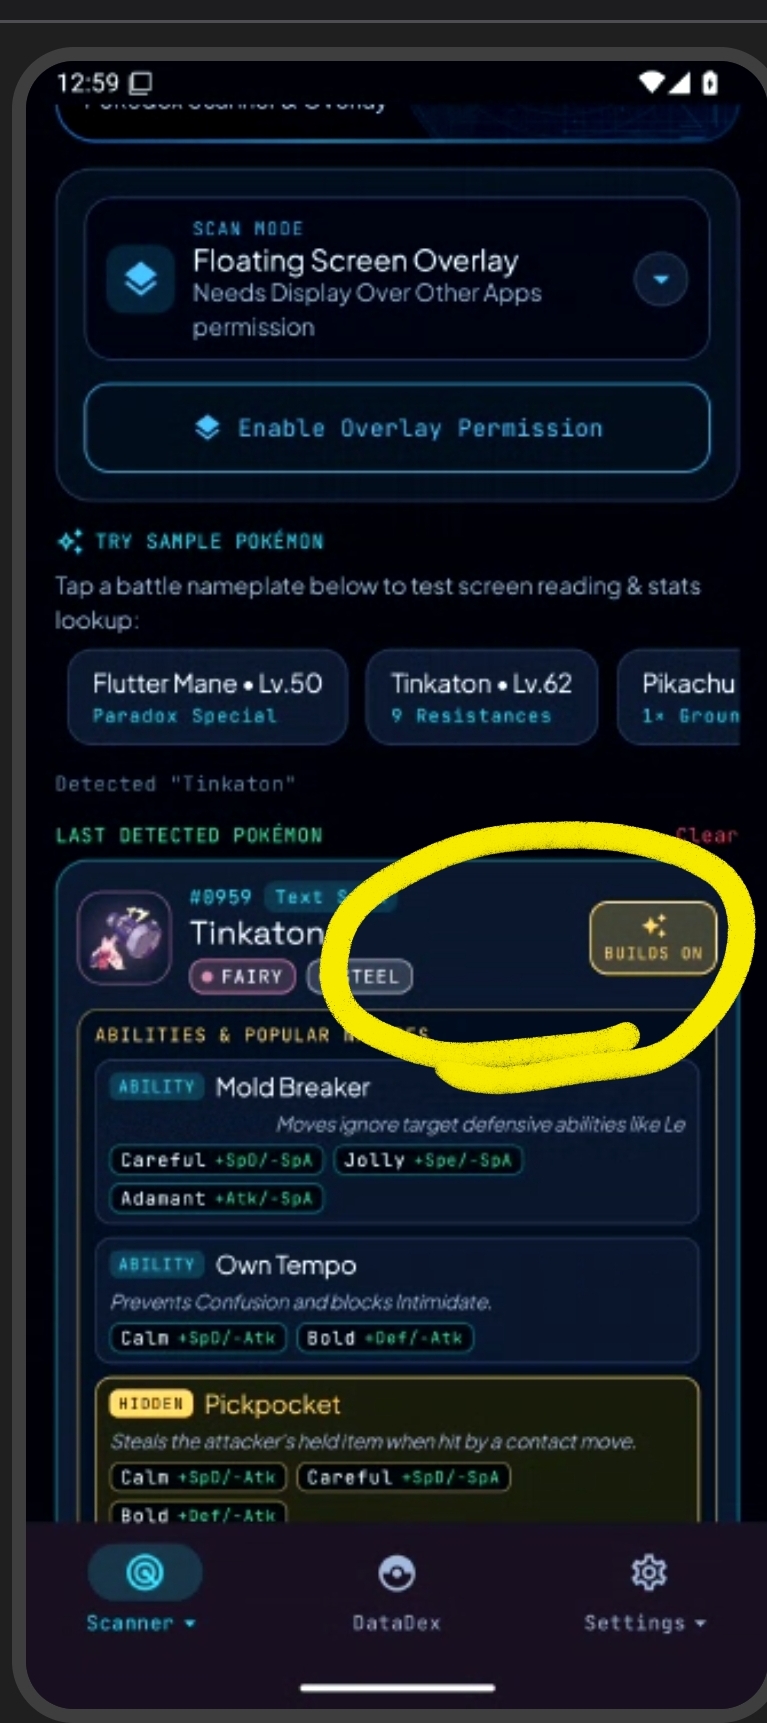 12:59
SCAN MODE
Floating Screen Overlay
Needs Display Over Other Apps
permission
Enable Overlay Permission
TRY SAMPLE POKÉMON
Tap a battle nameplate below to test screen reading & stats
lookup:
Flutter Mane • Lv.50
Paradox Special
Tinkaton • Lv.62
9 Resistances
Pikachu
1× Groun
Detected "Tinkaton"
LAST DETECTED POKÉMON
Clear
#0959 Text
Tinkaton
FAIRY
TEEL
BUILDS ON
ABILITIES & POPULAR
ABILITY Mold Breaker
Moves ignore target defensive abilities like Le
Careful +SpD/-SpA Jolly +Spe/-SpA
Adamant +Atk/-SpA
ABILITY Own Tempo
Prevents Confusion and blocks Intimidate.
Calm +SpD/-Atk Bold +Def/-Atk
HIDDEN Pickpocket
Steals the attacker's held item when hit by a contact move.
Calm +SpD/-Atk Careful +SpD/-SpA
Bold +Def/-Atk
Scanner
DataDex
Settings